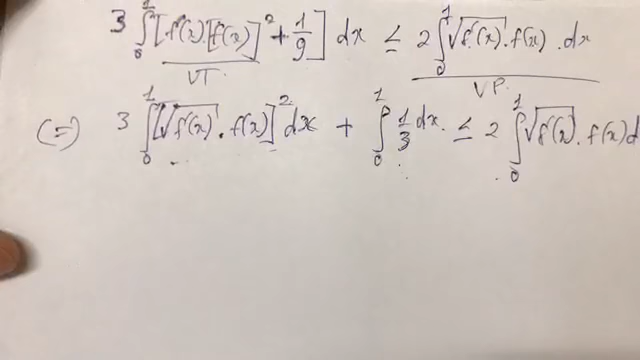 3 ∫₀¹ [f'(x)[f(x)]² + 1/9] dx ≤ 2 ∫₀¹ √f'(x) . f(x) . dx
VT. VP.
(=) 3 ∫₀¹ [√f'(x) . f(x)]² dx + ∫₀¹ 1/3 dx. ≤ 2 ∫₀¹ √f'(x) . f(x) d